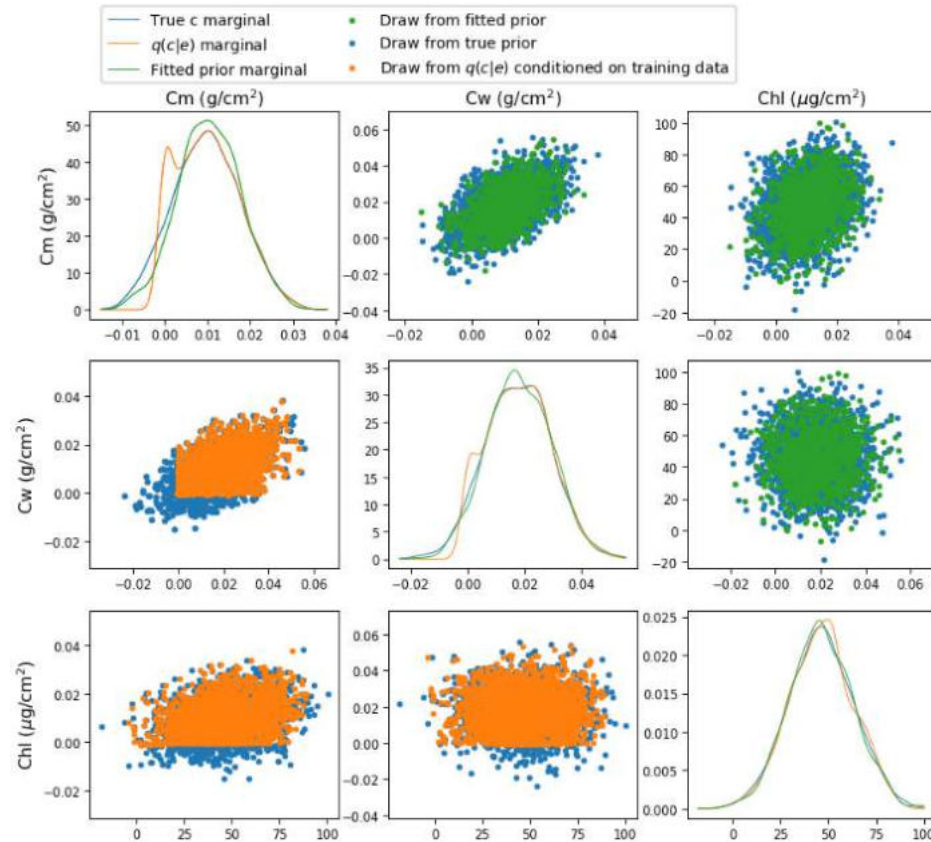 True c marginal
q(c|e) marginal
Fitted prior marginal
Draw from fitted prior
Draw from true prior
Draw from q(c|e) conditioned on training data
Cm (g/cm²)
Cw (g/cm²)
Chl (μg/cm²)
Cm (g/cm²)
50
40
30
20
10
0
−0.01 0.00 0.01 0.02 0.03 0.04
0.06
0.04
0.02
0.00
−0.02
−0.04
−0.02 0.00 0.02 0.04
100
80
60
40
20
0
−20
−0.02 0.00 0.02 0.04
Cw (g/cm²)
0.04
0.02
0.00
−0.02
−0.02 0.00 0.02 0.04 0.06
35
30
25
20
15
10
5
0
−0.02 0.00 0.02 0.04
100
80
60
40
20
0
−20
−0.02 0.00 0.02 0.04 0.06
Chl (μg/cm²)
0.04
0.02
0.00
−0.02
0 25 50 75 100
0.06
0.04
0.02
0.00
−0.02
−0.04
0 25 50 75 100
0.025
0.020
0.015
0.010
0.005
0.000
0 25 50 75 100